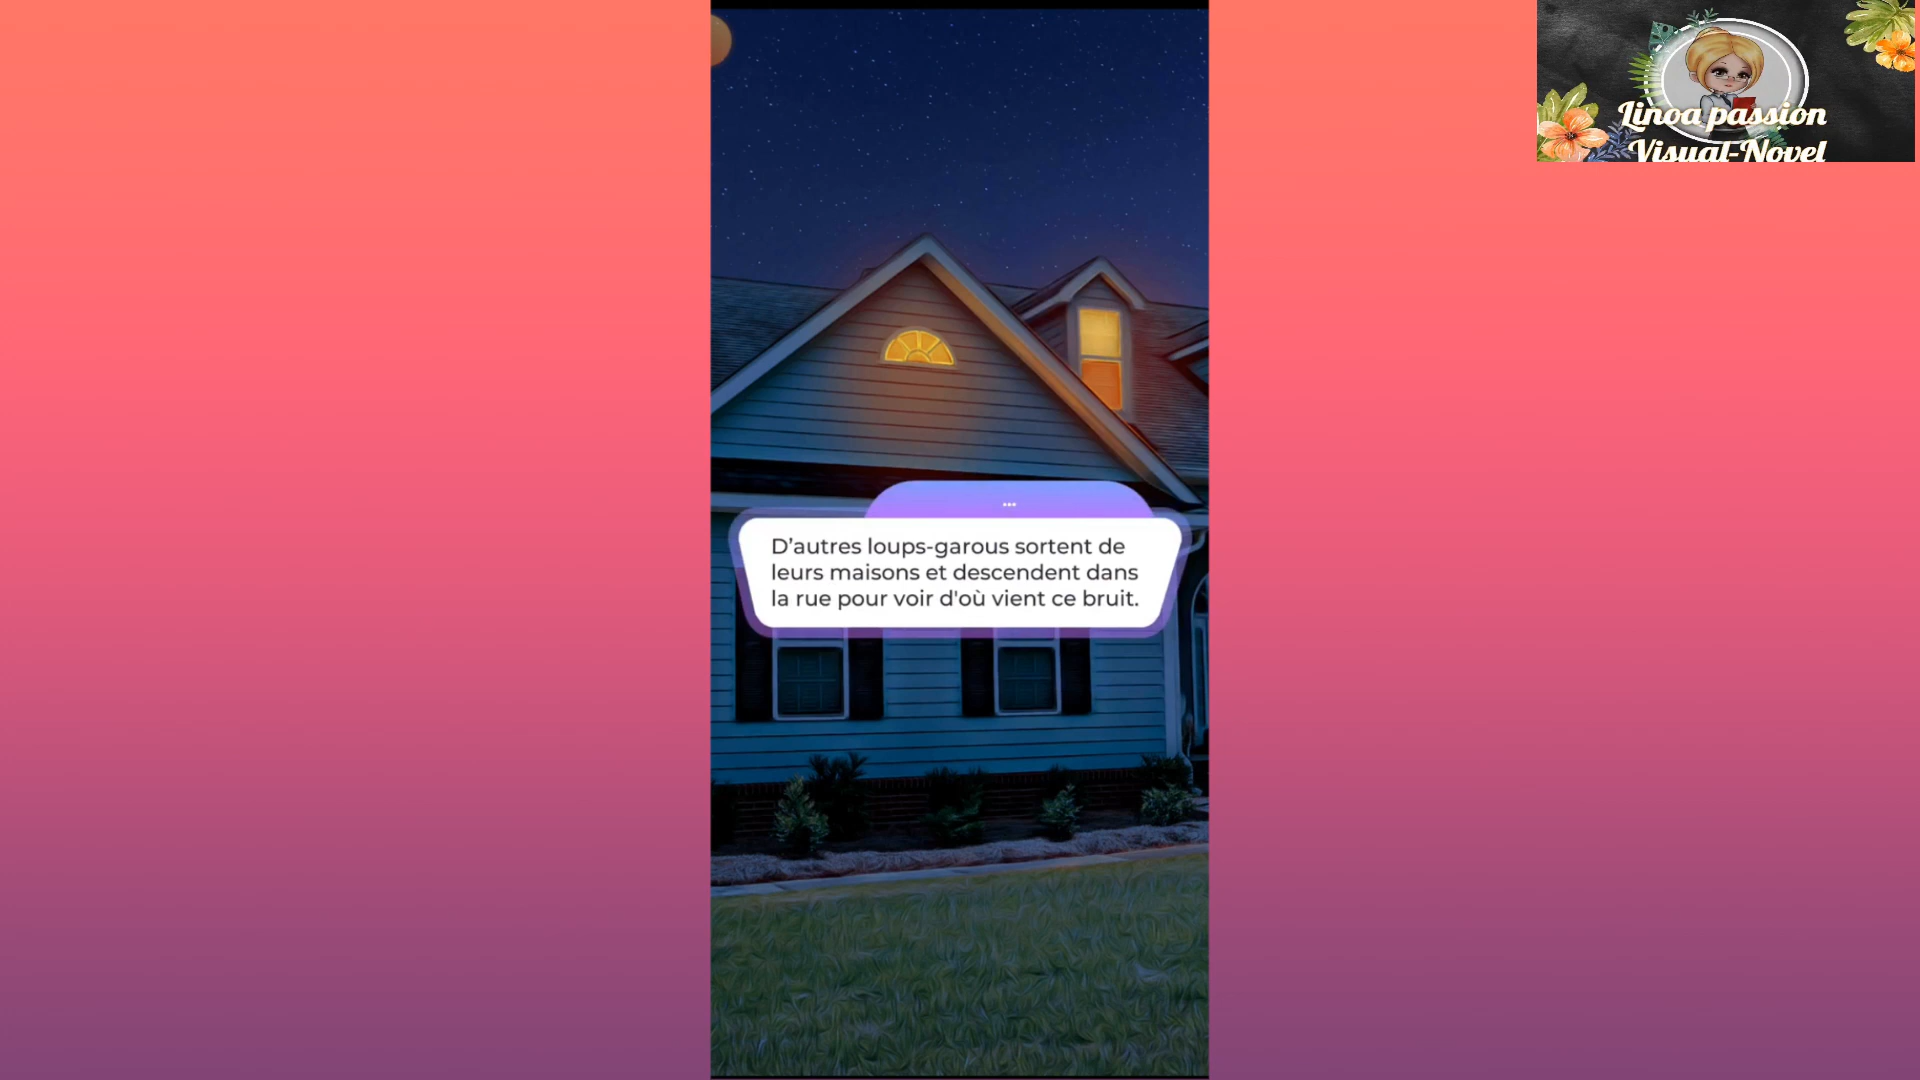 Linoa passion
Visual-Novel
...
D’autres loups-garous sortent de
leurs maisons et descendent dans
la rue pour voir d'où vient ce bruit.